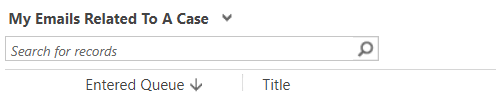 My Emails Related To A Case
Search for records
Entered Queue Title